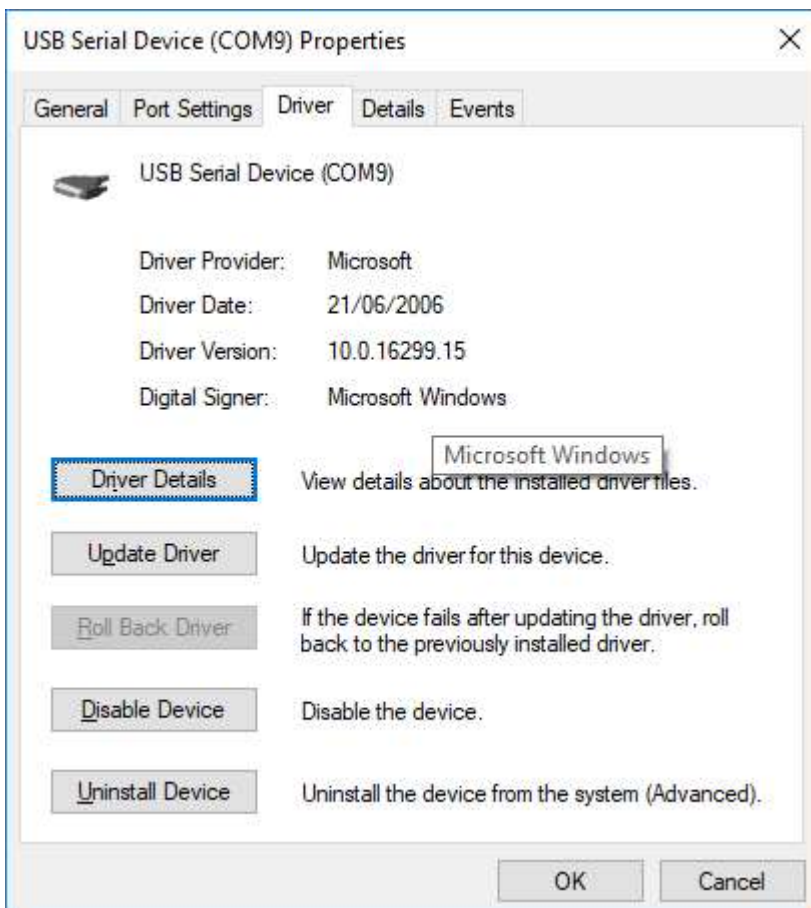 USB Serial Device (COM9) Properties
General Port Settings Driver Details Events
USB Serial Device (COM9)
Driver Provider: Microsoft
Driver Date: 21/06/2006
Driver Version: 10.0.16299.15
Digital Signer: Microsoft Windows
Microsoft Windows
Driver Details View details about the installed driver files.
Update Driver Update the driver for this device.
Roll Back Driver If the device fails after updating the driver, roll
back to the previously installed driver.
Disable Device Disable the device.
Uninstall Device Uninstall the device from the system (Advanced).
OK Cancel